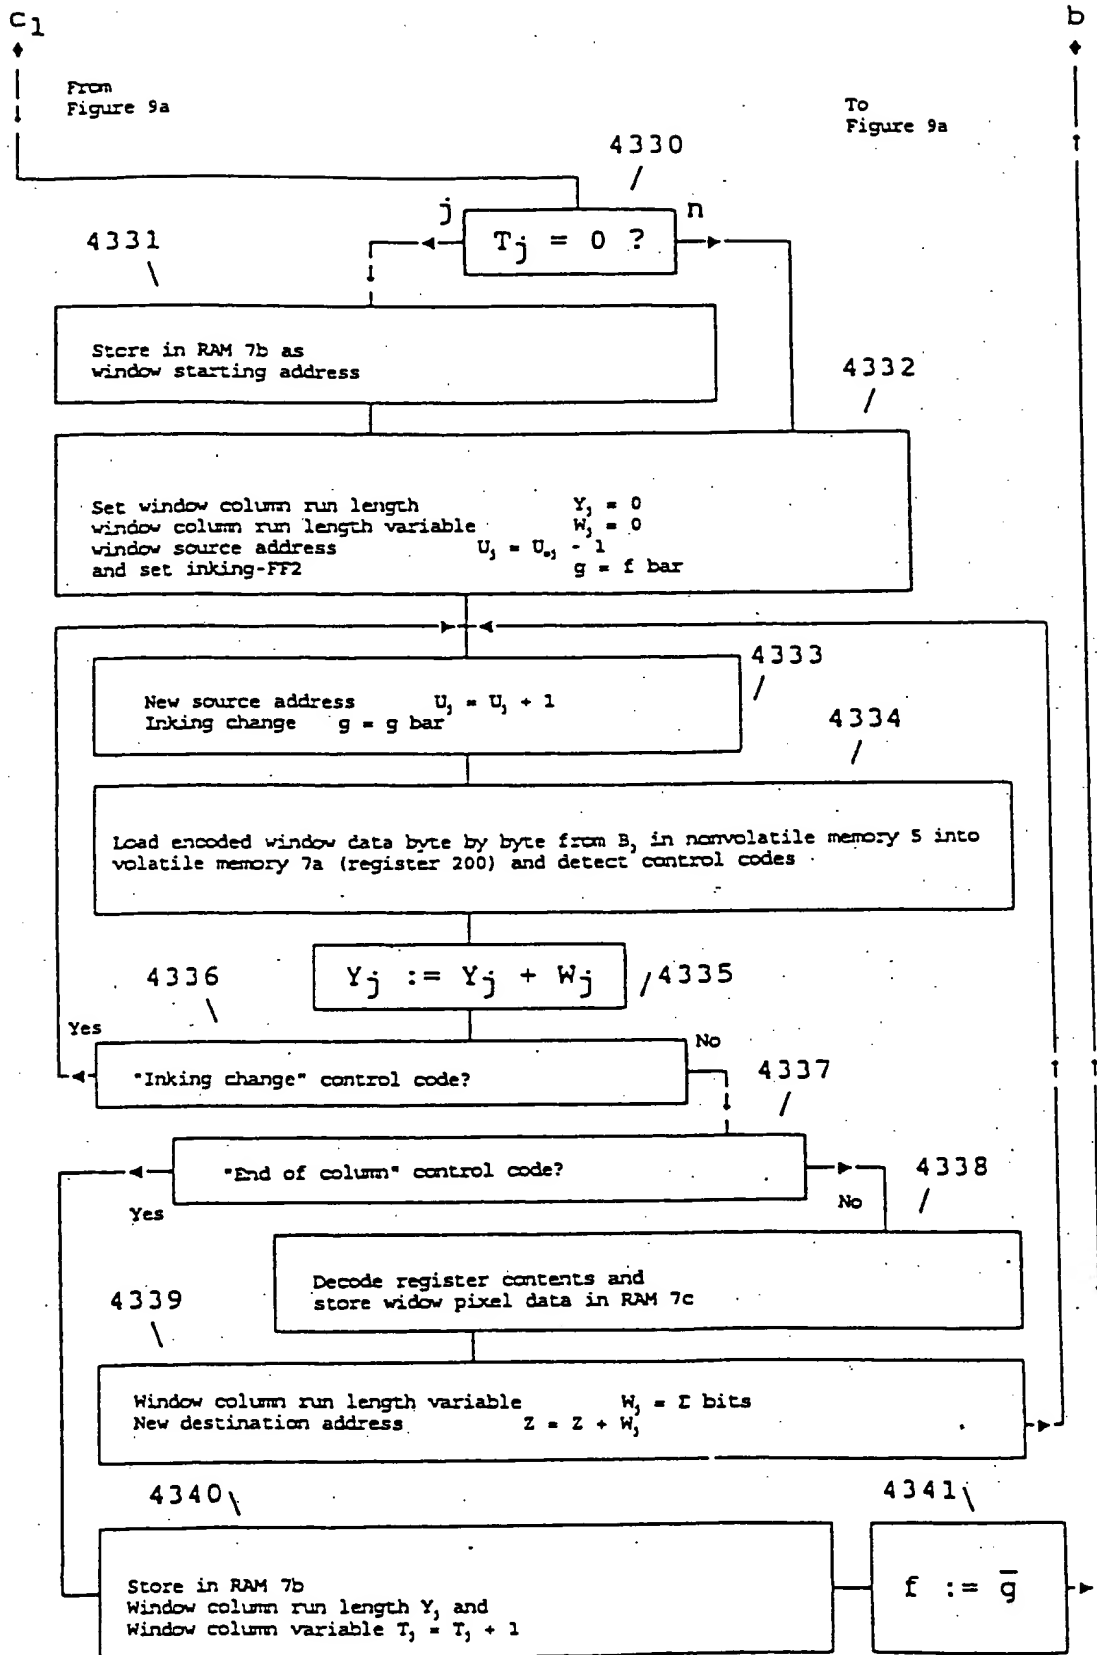 c1
b
From
Figure 9a
To
Figure 9a
4330
j
Tj = 0 ?
n
4331
Store in RAM 7b as
window starting address
4332
Set window column run length Yj = 0
window column run length variable Wj = 0
window source address Uj = Uoj - 1
and set inking-FF2 g = f bar
4333
New source address Uj = Uj + 1
Inking change g = g bar
4334
Load encoded window data byte by byte from Bj in nonvolatile memory 5 into
volatile memory 7a (register 200) and detect control codes
Yj := Yj + Wj
4335
4336
Yes
No
"Inking change" control code?
4337
"End of column" control code?
4338
Yes
No
Decode register contents and
store widow pixel data in RAM 7c
4339
Window column run length variable Wj = Σ bits
New destination address Z = Z + Wj
4340
4341
Store in RAM 7b
Window column run length Yj and
Window column variable Tj = Tj + 1
f := g̅